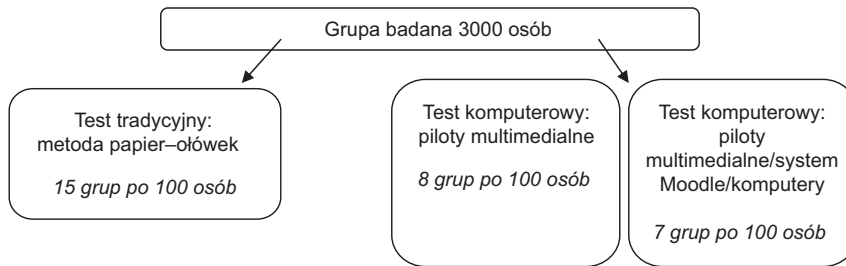 Grupa badana 3000 osób
Test tradycyjny:
metoda papier–ołówek
15 grup po 100 osób
Test komputerowy:
piloty multimedialne
8 grup po 100 osób
Test komputerowy:
piloty
multimedialne/system
Moodle/komputery
7 grup po 100 osób